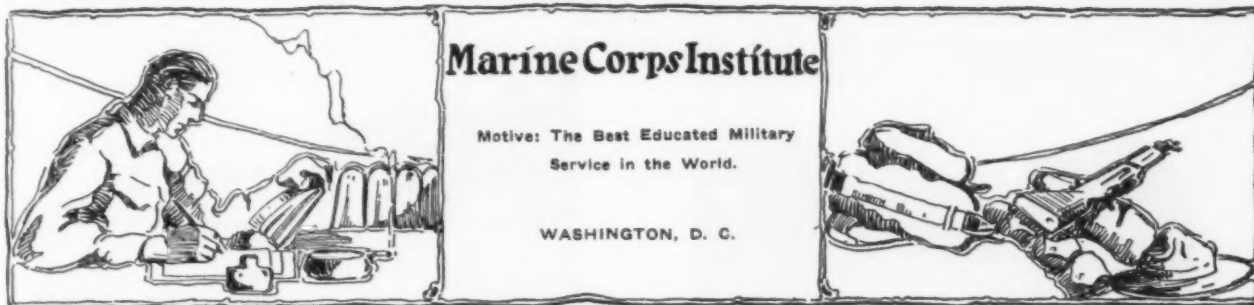 Marine Corps Institute
Motive: The Best Educated Military
Service in the World.
WASHINGTON, D. C.